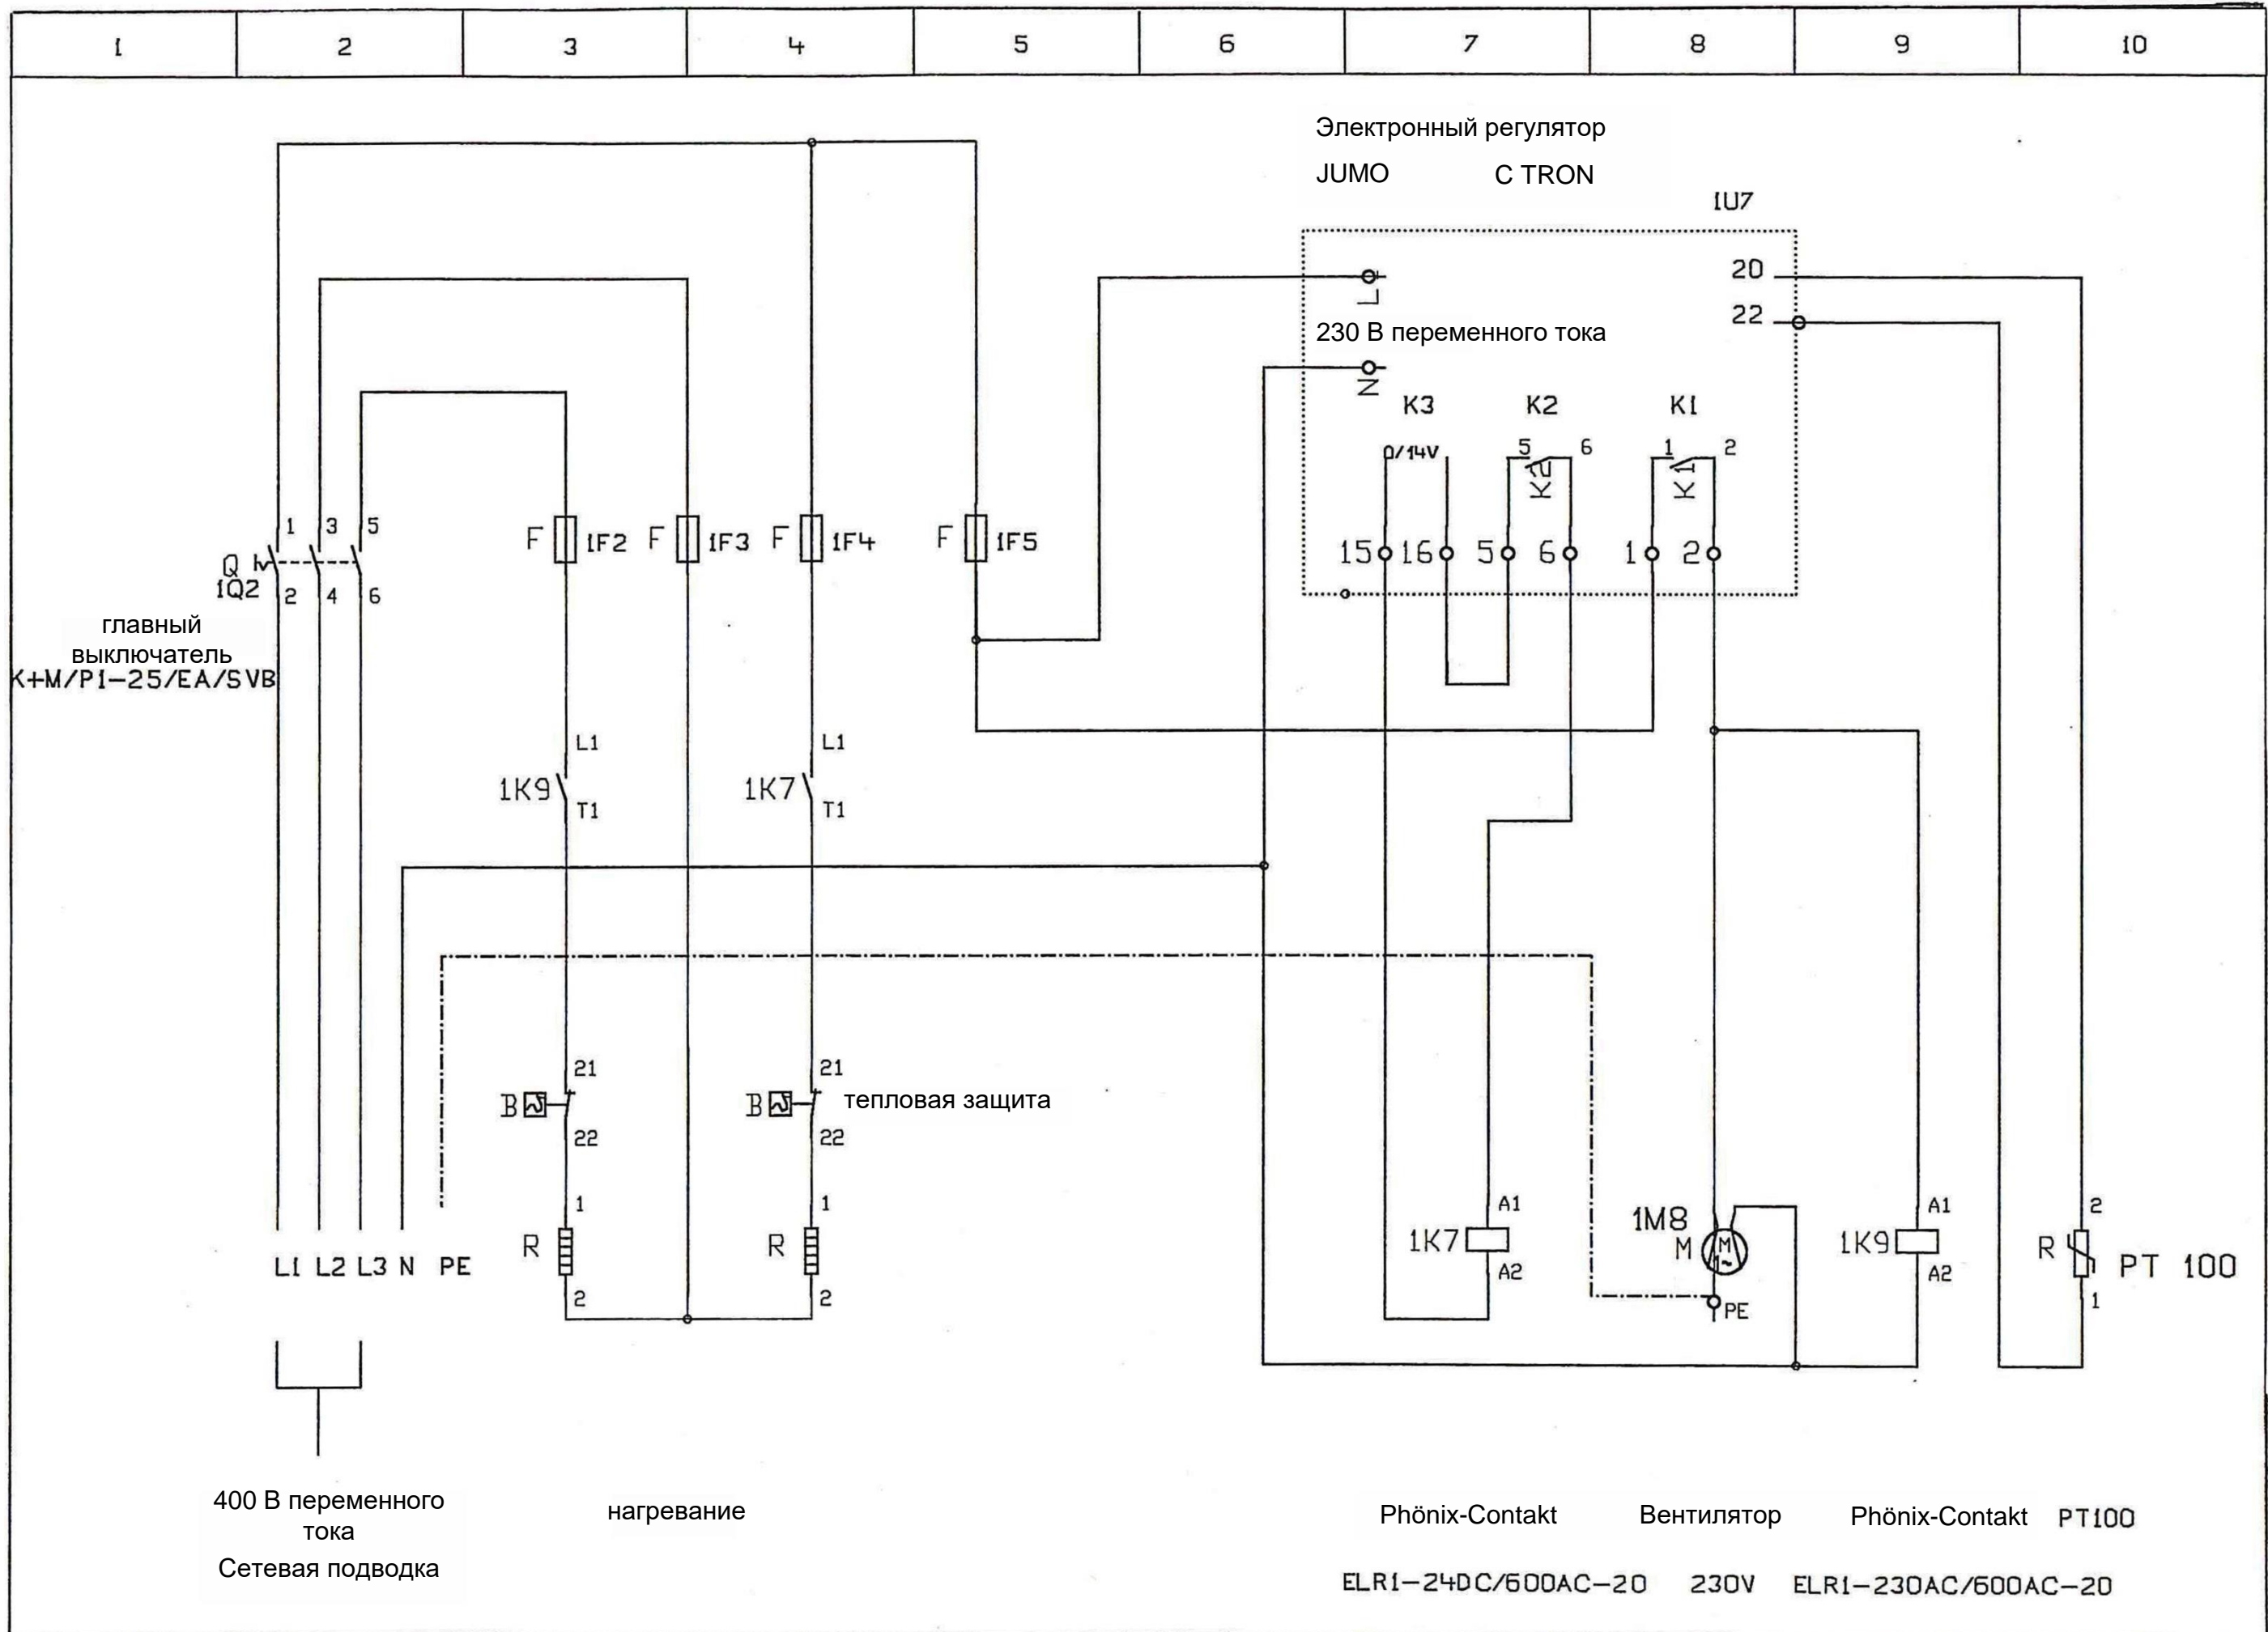 1 2 3 4 5 6 7 8 9 10
Электронный регулятор
JUMO C TRON
1U7
20
L+
22
230 В переменного тока
N
K3 K2 K1
0/14V 5 6 1 2
K2 K1
1 3 5
F 1F2 F 1F3 F 1F4 F 1F5
15 16 5 6 1 2
Q
1Q2 2 4 6
главный
выключатель
K+M/P1-25/EA/SVB
L1 L1
1K9 1K7
T1 T1
21 21
B B тепловая защита
22 22
1 1 A1 A1 2
1M8
R R 1K7 M M 1~ 1K9 R PT 100
L1 L2 L3 N PE
A2 A2
2 2 PE 1
400 В переменного
тока
нагревание
Phönix-Contakt Вентилятор Phönix-Contakt PT100
Сетевая подводка
ELR1-24DC/600AC-20 230V ELR1-230AC/600AC-20